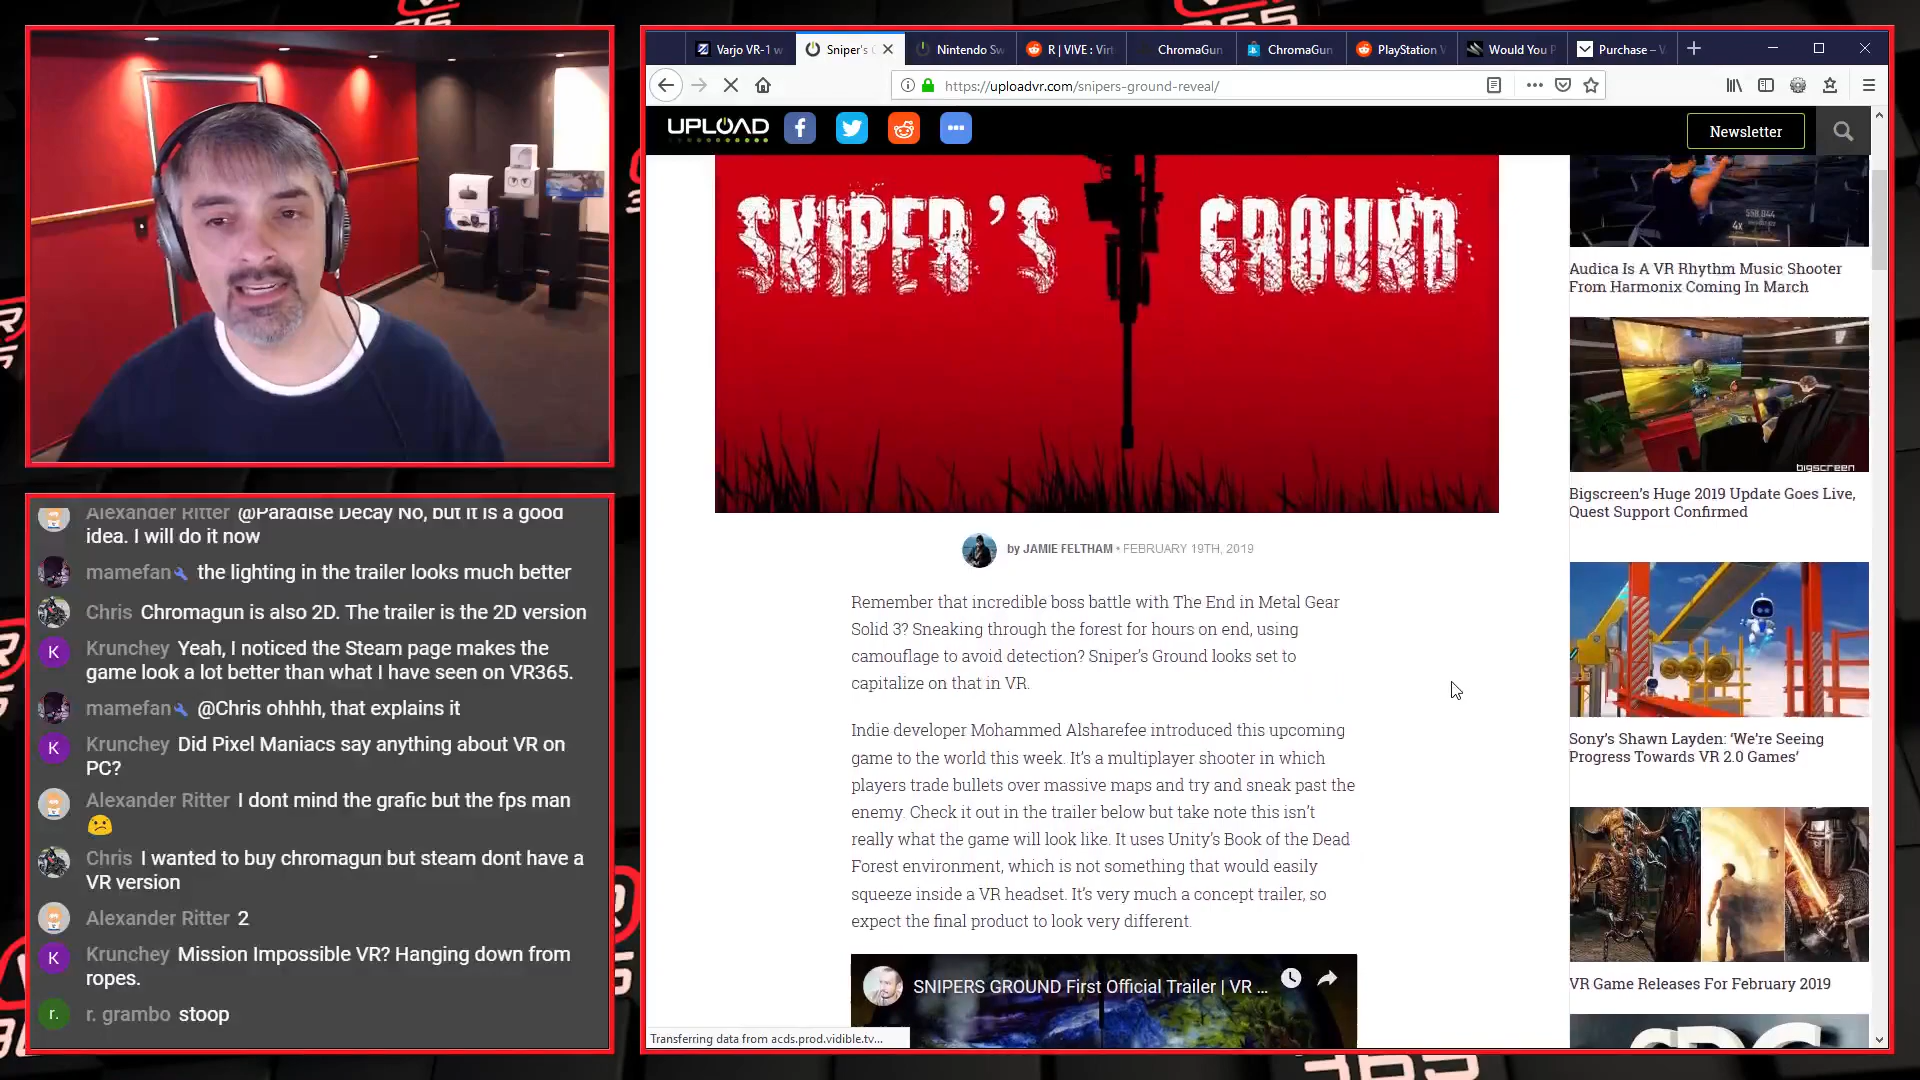 Varjo VR-1 w
Sniper's G
Nintendo Sw
R | VIVE : Virt
ChromaGun
ChromaGun
PlayStation V
Would You P
Purchase – V
https://uploadvr.com/snipers-ground-reveal/
UPLOAD
Newsletter
SNIPER'S GROUND
by JAMIE FELTHAM • FEBRUARY 19TH, 2019
Remember that incredible boss battle with The End in Metal Gear
Solid 3? Sneaking through the forest for hours on end, using
camouflage to avoid detection? Sniper's Ground looks set to
capitalize on that in VR.
Indie developer Mohammed Alsharefee introduced this upcoming
game to the world this week. It's a multiplayer shooter in which
players trade bullets over massive maps and try and sneak past the
enemy. Check it out in the trailer below but take note this isn't
really what the game will look like. It uses Unity's Book of the Dead
Forest environment, which is not something that would easily
squeeze inside a VR headset. It's very much a concept trailer, so
expect the final product to look very different.
SNIPERS GROUND First Official Trailer | VR ...
Transferring data from acds.prod.vidible.tv...
558,044
4x
Audica Is A VR Rhythm Music Shooter
From Harmonix Coming In March
bigscreen
Bigscreen's Huge 2019 Update Goes Live,
Quest Support Confirmed
Sony's Shawn Layden: 'We're Seeing
Progress Towards VR 2.0 Games'
VR Game Releases For February 2019
Alexander Ritter @Paradise Decay No, but it is a good
idea. I will do it now
mamefan the lighting in the trailer looks much better
Chris Chromagun is also 2D. The trailer is the 2D version
K
Krunchey Yeah, I noticed the Steam page makes the
game look a lot better than what I have seen on VR365.
mamefan @Chris ohhhh, that explains it
K
Krunchey Did Pixel Maniacs say anything about VR on
PC?
Alexander Ritter I dont mind the grafic but the fps man
Chris I wanted to buy chromagun but steam dont have a
VR version
Alexander Ritter 2
K
Krunchey Mission Impossible VR? Hanging down from
ropes.
r.
r. grambo stoop